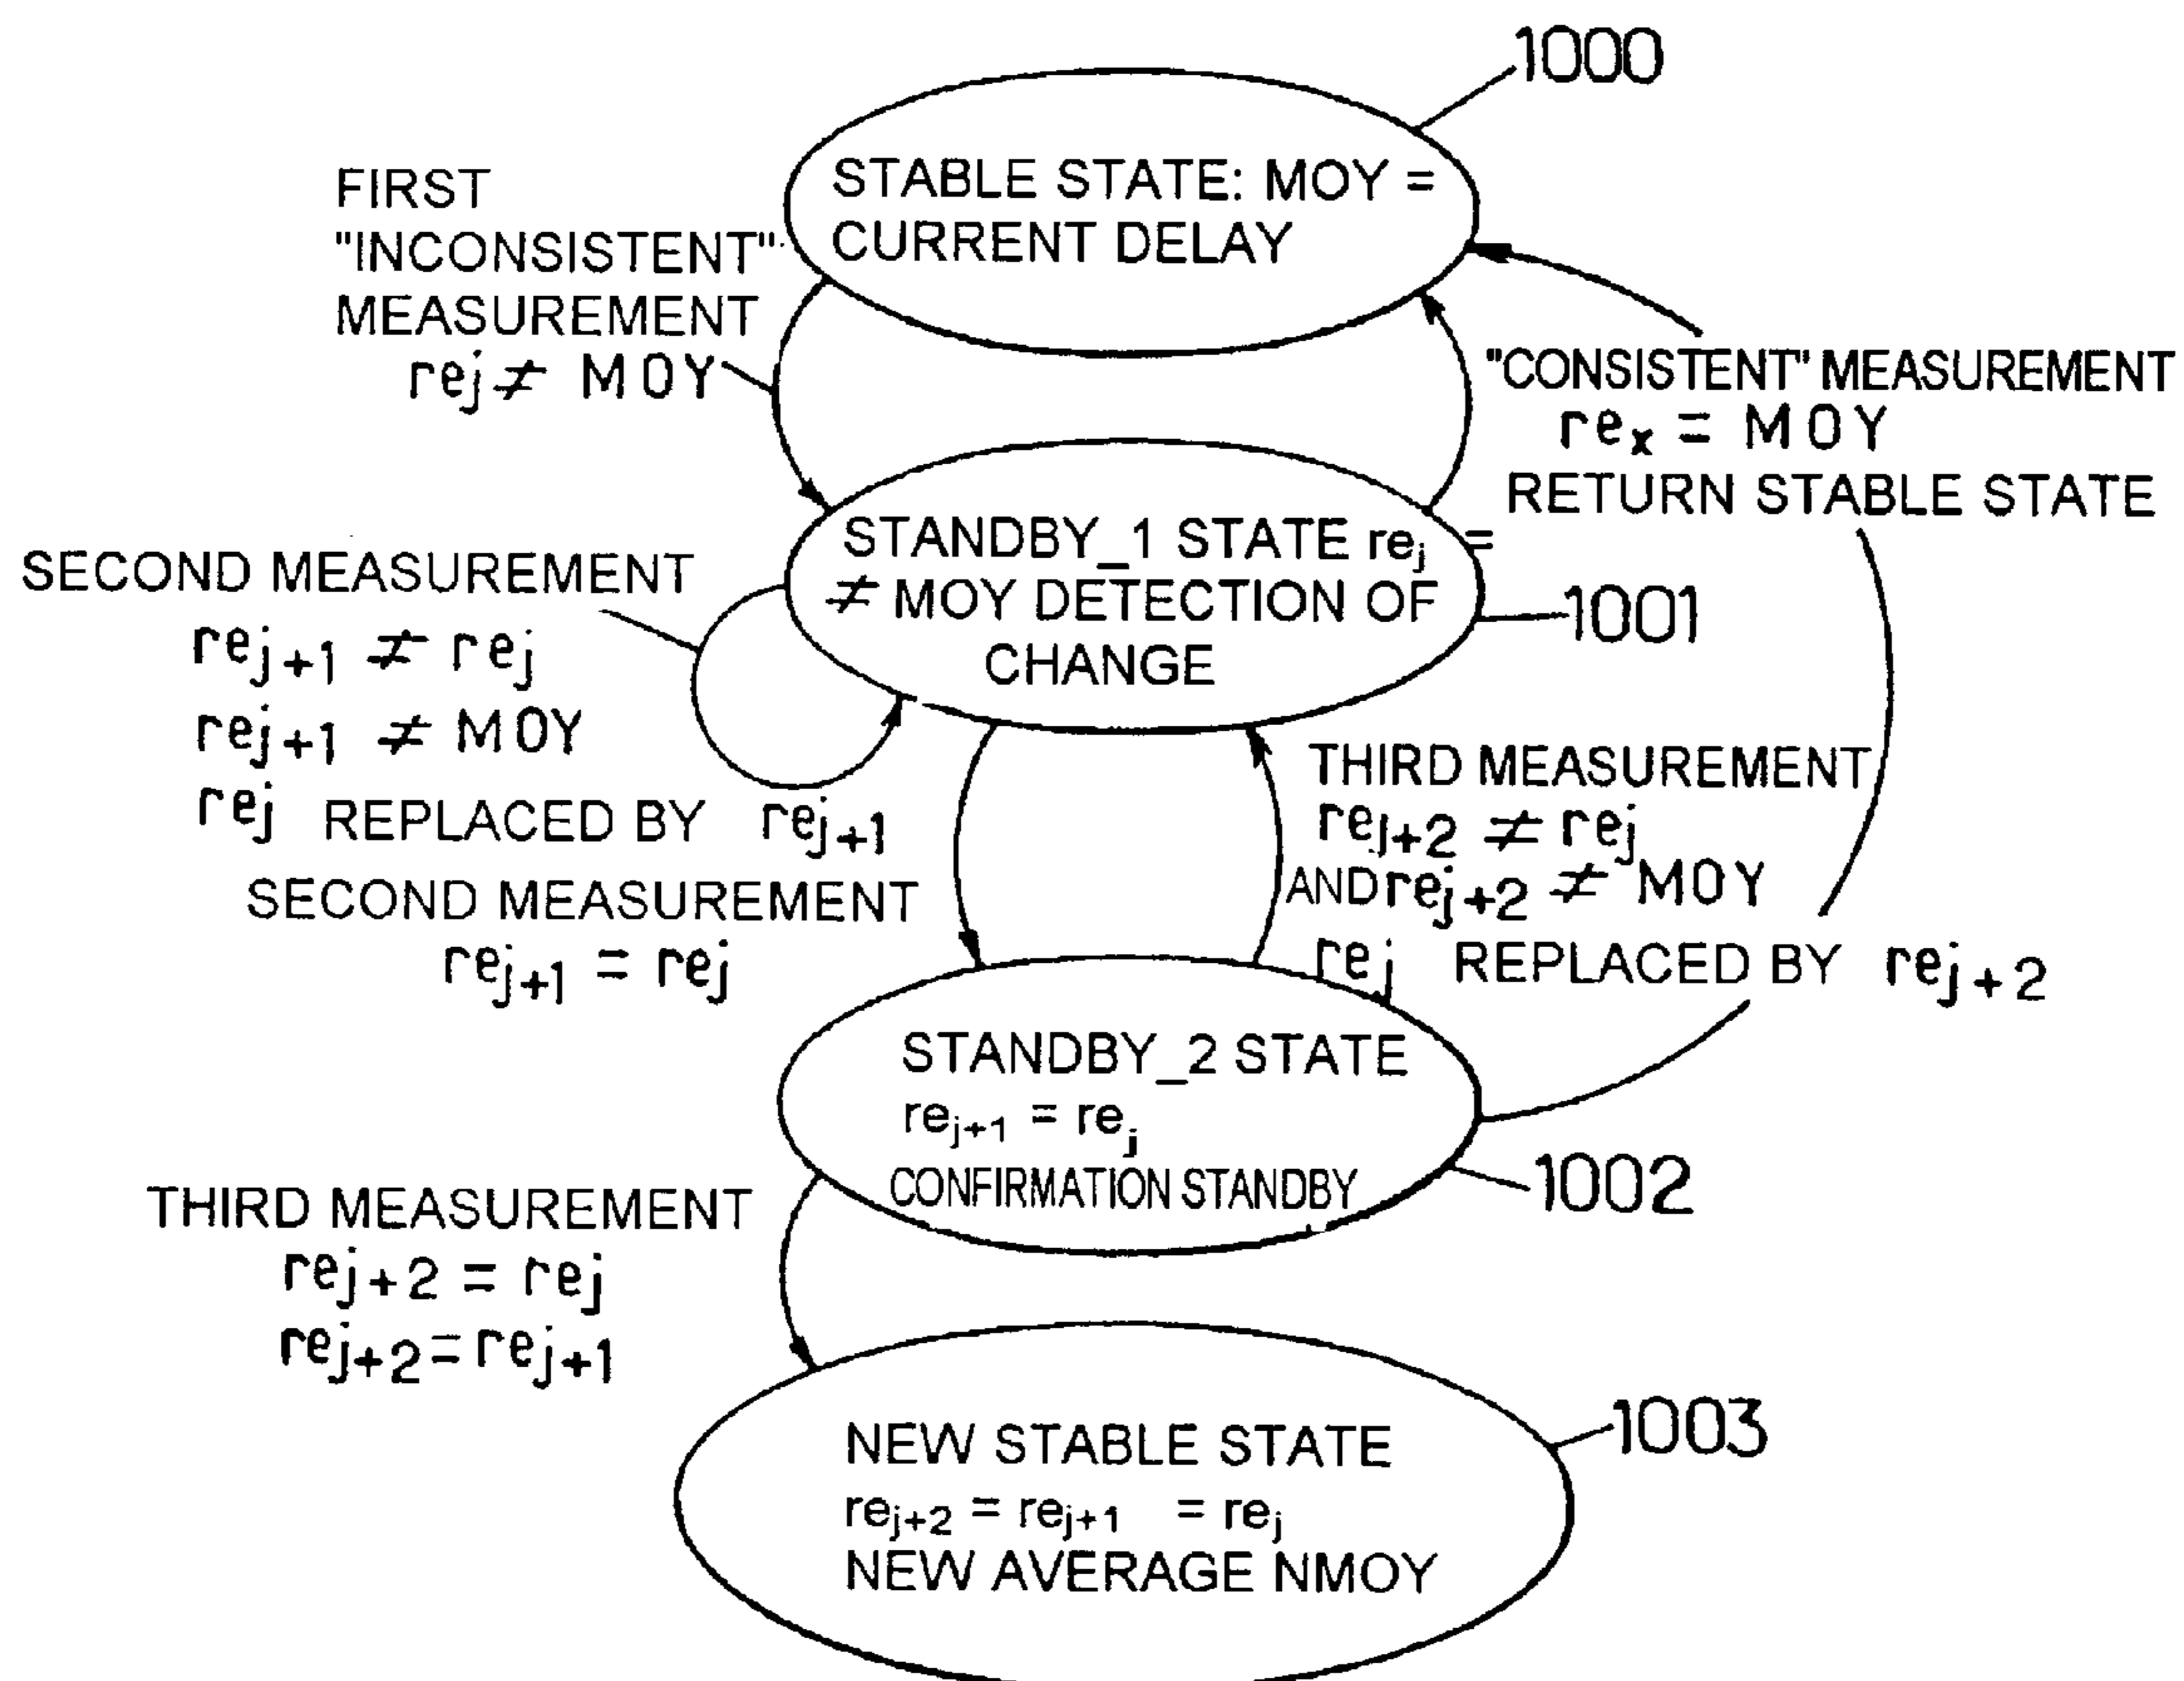 1000
STABLE STATE: MOY =
CURRENT DELAY
FIRST
"INCONSISTENT"
MEASUREMENT
rej ≠ MOY
"CONSISTENT" MEASUREMENT
rex = MOY
RETURN STABLE STATE
STANDBY_1 STATE rej =
≠ MOY DETECTION OF
CHANGE
1001
SECOND MEASUREMENT
rej+1 ≠ rej
rej+1 ≠ MOY
rej REPLACED BY rej+1
SECOND MEASUREMENT
rej+1 = rej
THIRD MEASUREMENT
rej+2 ≠ rej
AND rej+2 ≠ MOY
rej REPLACED BY rej+2
STANDBY_2 STATE
rej+1 = rej
CONFIRMATION STANDBY
1002
THIRD MEASUREMENT
rej+2 = rej
rej+2 = rej+1
1003
NEW STABLE STATE
rej+2 = rej+1 = rej
NEW AVERAGE NMOY